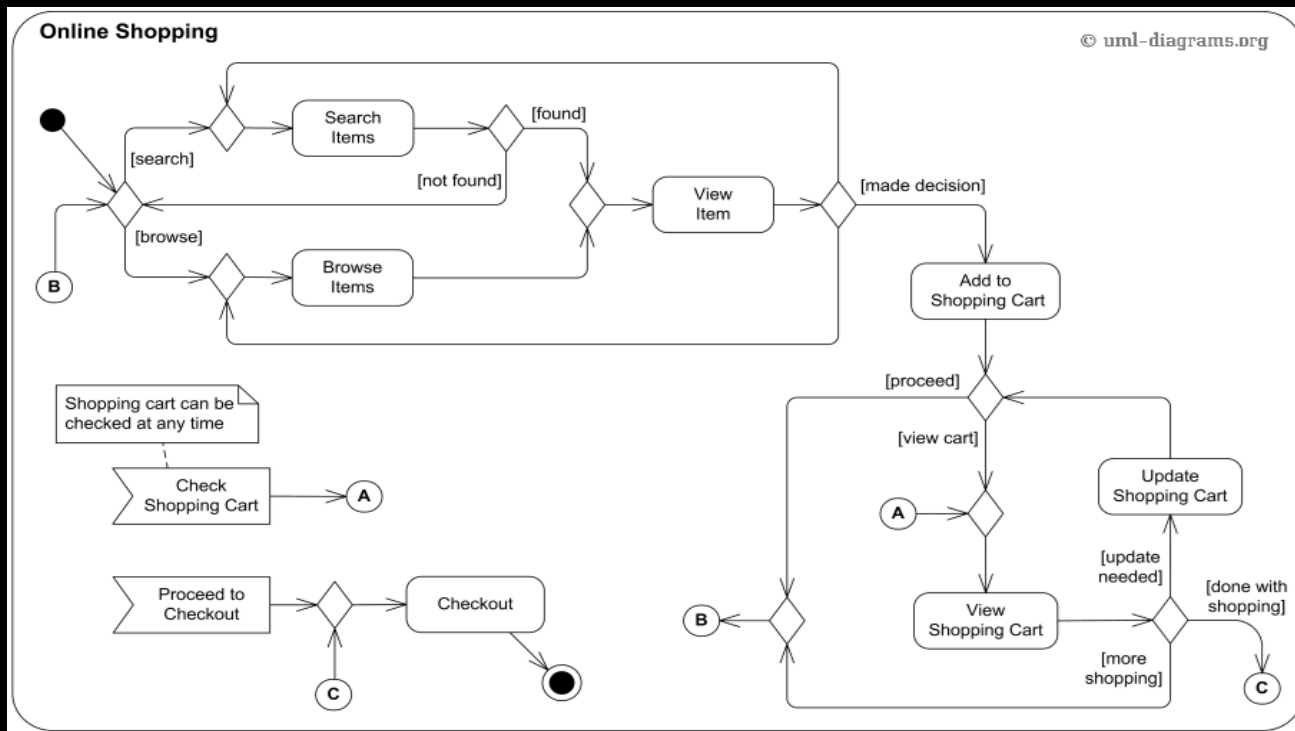 Online Shopping
© uml-diagrams.org
Search
Items
[found]
[search]
[not found]
[made decision]
View
Item
[browse]
B
Browse
Items
Add to
Shopping Cart
[proceed]
Shopping cart can be
checked at any time
[view cart]
Check
Shopping Cart
A
A
Update
Shopping Cart
[update
needed]
[done with
shopping]
Proceed to
Checkout
Checkout
B
View
Shopping Cart
[more
shopping]
C
C